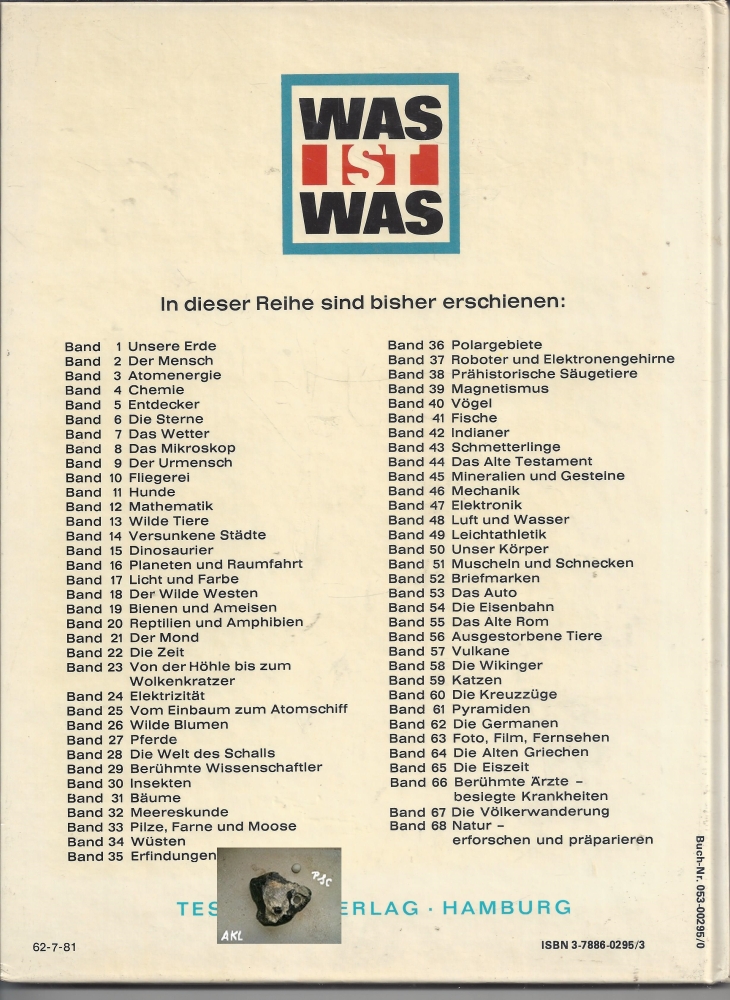 WAS
IST
WAS
In dieser Reihe sind bisher erschienen:
Band 1 Unsere Erde
Band 2 Der Mensch
Band 3 Atomenergie
Band 4 Chemie
Band 5 Entdecker
Band 6 Die Sterne
Band 7 Das Wetter
Band 8 Das Mikroskop
Band 9 Der Urmensch
Band 10 Fliegerei
Band 11 Hunde
Band 12 Mathematik
Band 13 Wilde Tiere
Band 14 Versunkene Städte
Band 15 Dinosaurier
Band 16 Planeten und Raumfahrt
Band 17 Licht und Farbe
Band 18 Der Wilde Westen
Band 19 Bienen und Ameisen
Band 20 Reptilien und Amphibien
Band 21 Der Mond
Band 22 Die Zeit
Band 23 Von der Höhle bis zum
Wolkenkratzer
Band 24 Elektrizität
Band 25 Vom Einbaum zum Atomschiff
Band 26 Wilde Blumen
Band 27 Pferde
Band 28 Die Welt des Schalls
Band 29 Berühmte Wissenschaftler
Band 30 Insekten
Band 31 Bäume
Band 32 Meereskunde
Band 33 Pilze, Farne und Moose
Band 34 Wüsten
Band 35 Erfindungen
Band 36 Polargebiete
Band 37 Roboter und Elektronengehirne
Band 38 Prähistorische Säugetiere
Band 39 Magnetismus
Band 40 Vögel
Band 41 Fische
Band 42 Indianer
Band 43 Schmetterlinge
Band 44 Das Alte Testament
Band 45 Mineralien und Gesteine
Band 46 Mechanik
Band 47 Elektronik
Band 48 Luft und Wasser
Band 49 Leichtathletik
Band 50 Unser Körper
Band 51 Muscheln und Schnecken
Band 52 Briefmarken
Band 53 Das Auto
Band 54 Die Eisenbahn
Band 55 Das Alte Rom
Band 56 Ausgestorbene Tiere
Band 57 Vulkane
Band 58 Die Wikinger
Band 59 Katzen
Band 60 Die Kreuzzüge
Band 61 Pyramiden
Band 62 Die Germanen
Band 63 Foto, Film, Fernsehen
Band 64 Die Alten Griechen
Band 65 Die Eiszeit
Band 66 Berühmte Ärzte –
besiegte Krankheiten
Band 67 Die Völkerwanderung
Band 68 Natur –
erforschen und präparieren
TES ERLAG · HAMBURG
AKL
62-7-81
ISBN 3-7886-0295/3
Buch-Nr. 053-00295/0